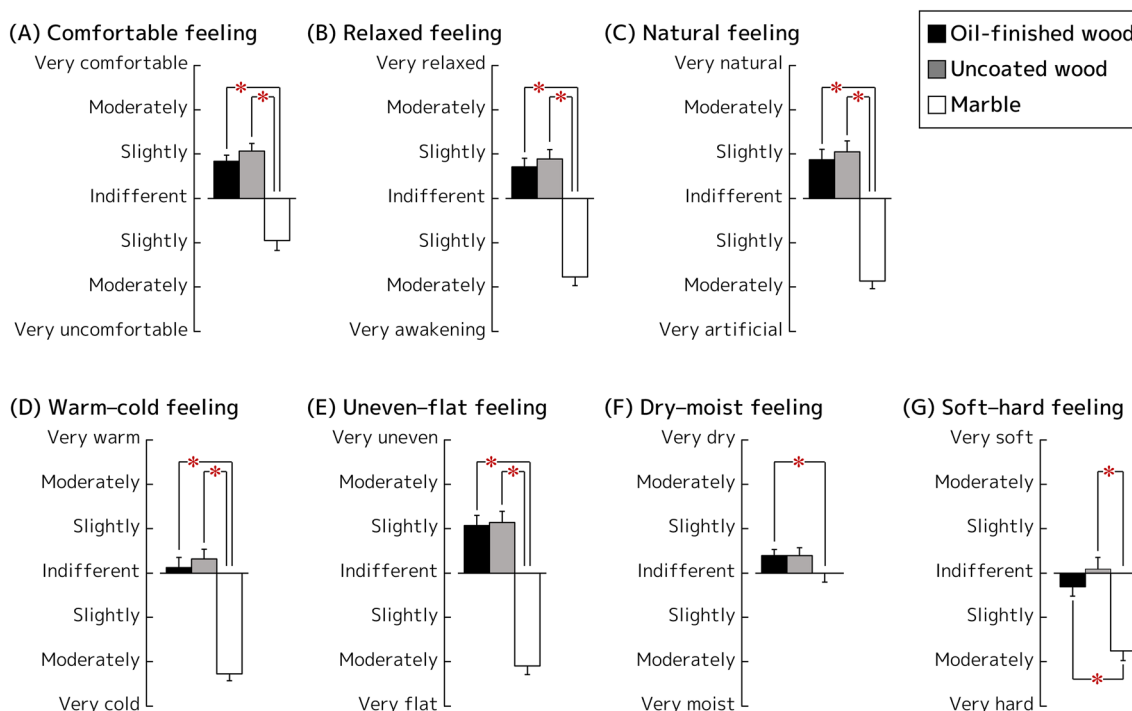 (A) Comfortable feeling
Very comfortable
Moderately
Slightly
Indifferent
Slightly
Moderately
Very uncomfortable
*
*
(B) Relaxed feeling
Very relaxed
Moderately
Slightly
Indifferent
Slightly
Moderately
Very awakening
*
*
(C) Natural feeling
Very natural
Moderately
Slightly
Indifferent
Slightly
Moderately
Very artificial
*
*
Oil-finished wood
Uncoated wood
Marble
(D) Warm–cold feeling
Very warm
Moderately
Slightly
Indifferent
Slightly
Moderately
Very cold
*
*
(E) Uneven–flat feeling
Very uneven
Moderately
Slightly
Indifferent
Slightly
Moderately
Very flat
*
*
(F) Dry–moist feeling
Very dry
Moderately
Slightly
Indifferent
Slightly
Moderately
Very moist
*
(G) Soft–hard feeling
Very soft
Moderately
Slightly
Indifferent
Slightly
Moderately
Very hard
*
*